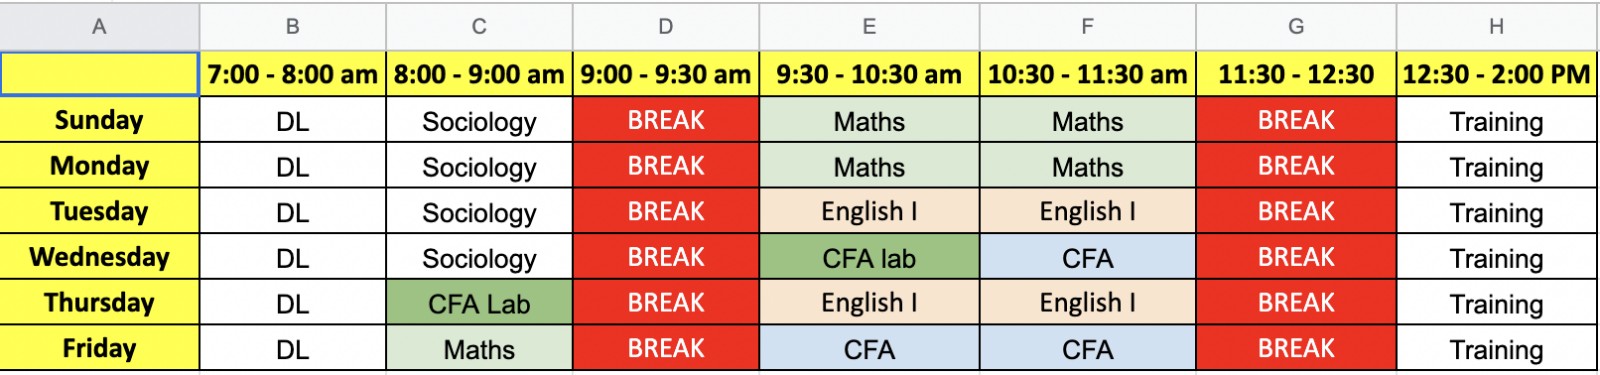 A B C D E F G H
7:00 - 8:00 am 8:00 - 9:00 am 9:00 - 9:30 am 9:30 - 10:30 am 10:30 - 11:30 am 11:30 - 12:30 12:30 - 2:00 PM
Sunday DL Sociology BREAK Maths Maths BREAK Training
Monday DL Sociology BREAK Maths Maths BREAK Training
Tuesday DL Sociology BREAK English I English I BREAK Training
Wednesday DL Sociology BREAK CFA lab CFA BREAK Training
Thursday DL CFA Lab BREAK English I English I BREAK Training
Friday DL Maths BREAK CFA CFA BREAK Training